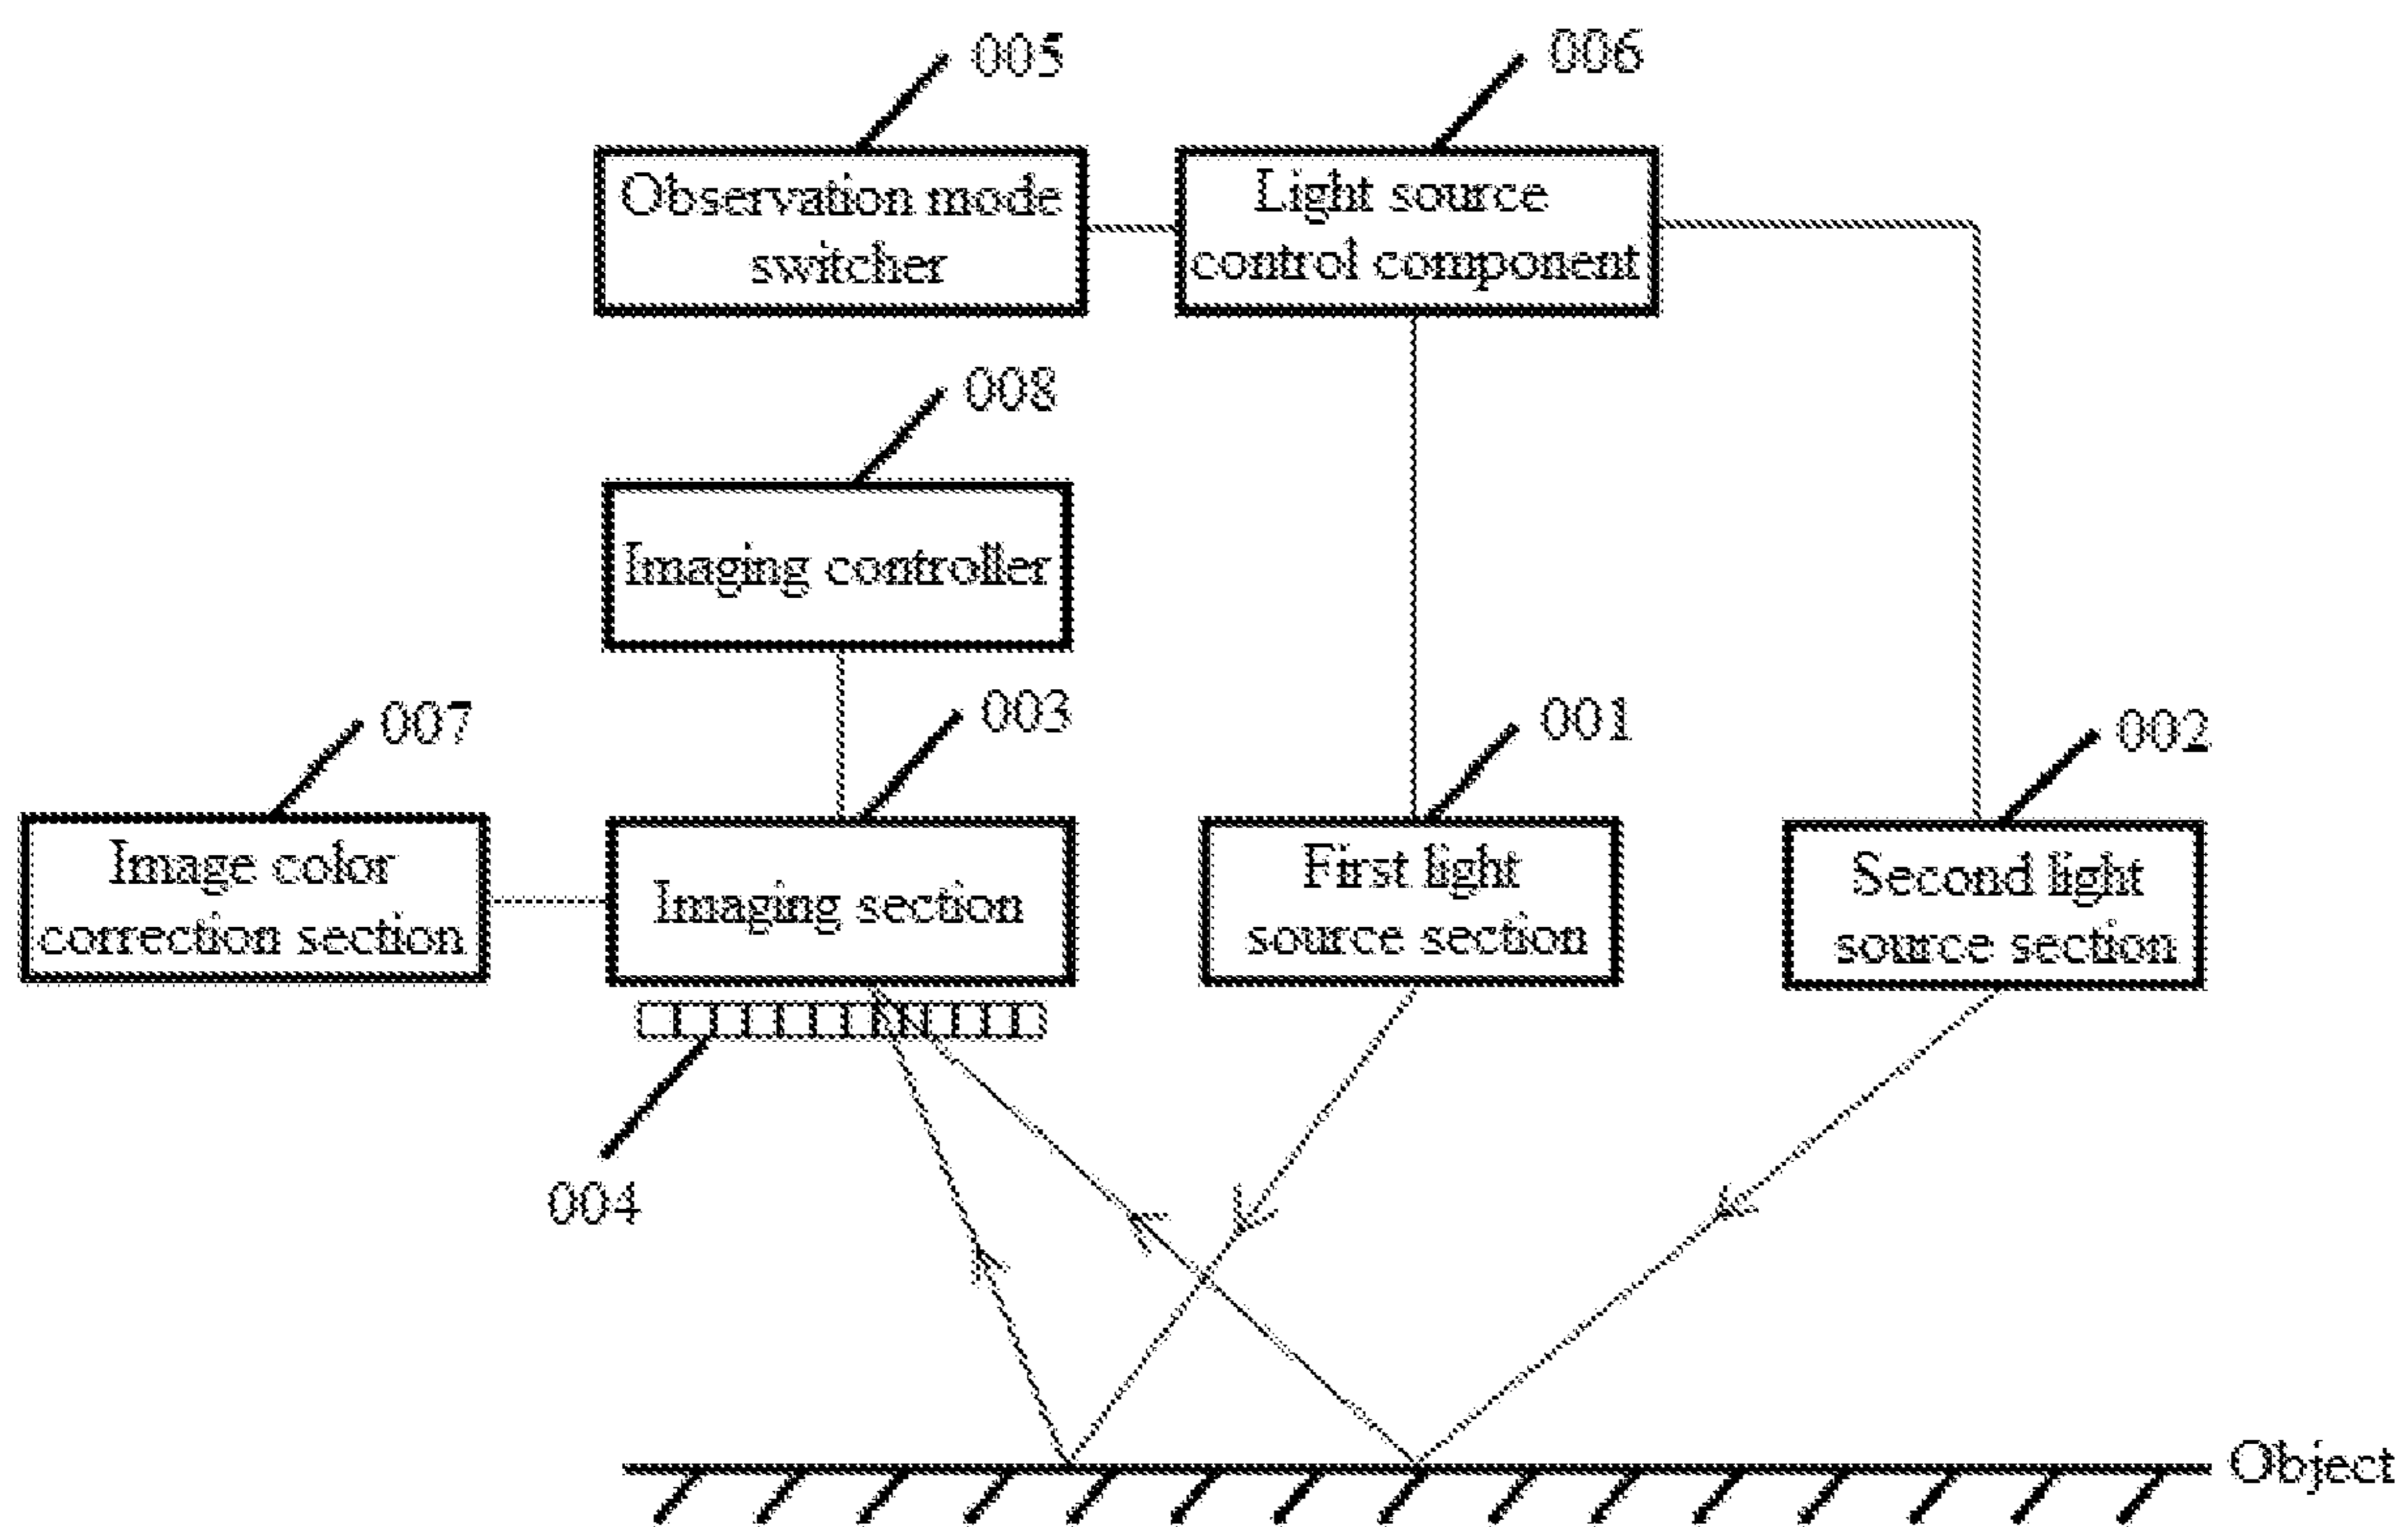 005
006
Observation mode
switcher
Light source
control component
008
Imaging controller
007
003
001
002
Image color
correction section
Imaging section
First light
source section
Second light
source section
004
Object